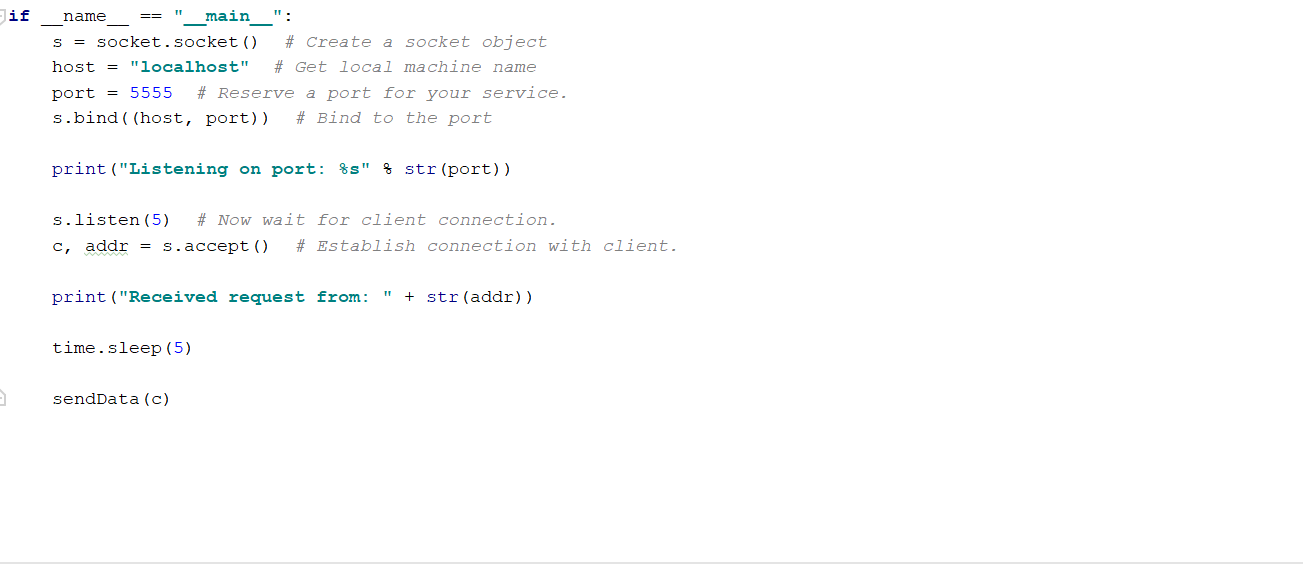 if __name__ == "__main__":
    s = socket.socket()  # Create a socket object
    host = "localhost"  # Get local machine name
    port = 5555  # Reserve a port for your service.
    s.bind((host, port))  # Bind to the port
    print("Listening on port: %s" % str(port))
    s.listen(5)  # Now wait for client connection.
    c, addr = s.accept()  # Establish connection with client.
    print("Received request from: " + str(addr))
    time.sleep(5)
    sendData(c)